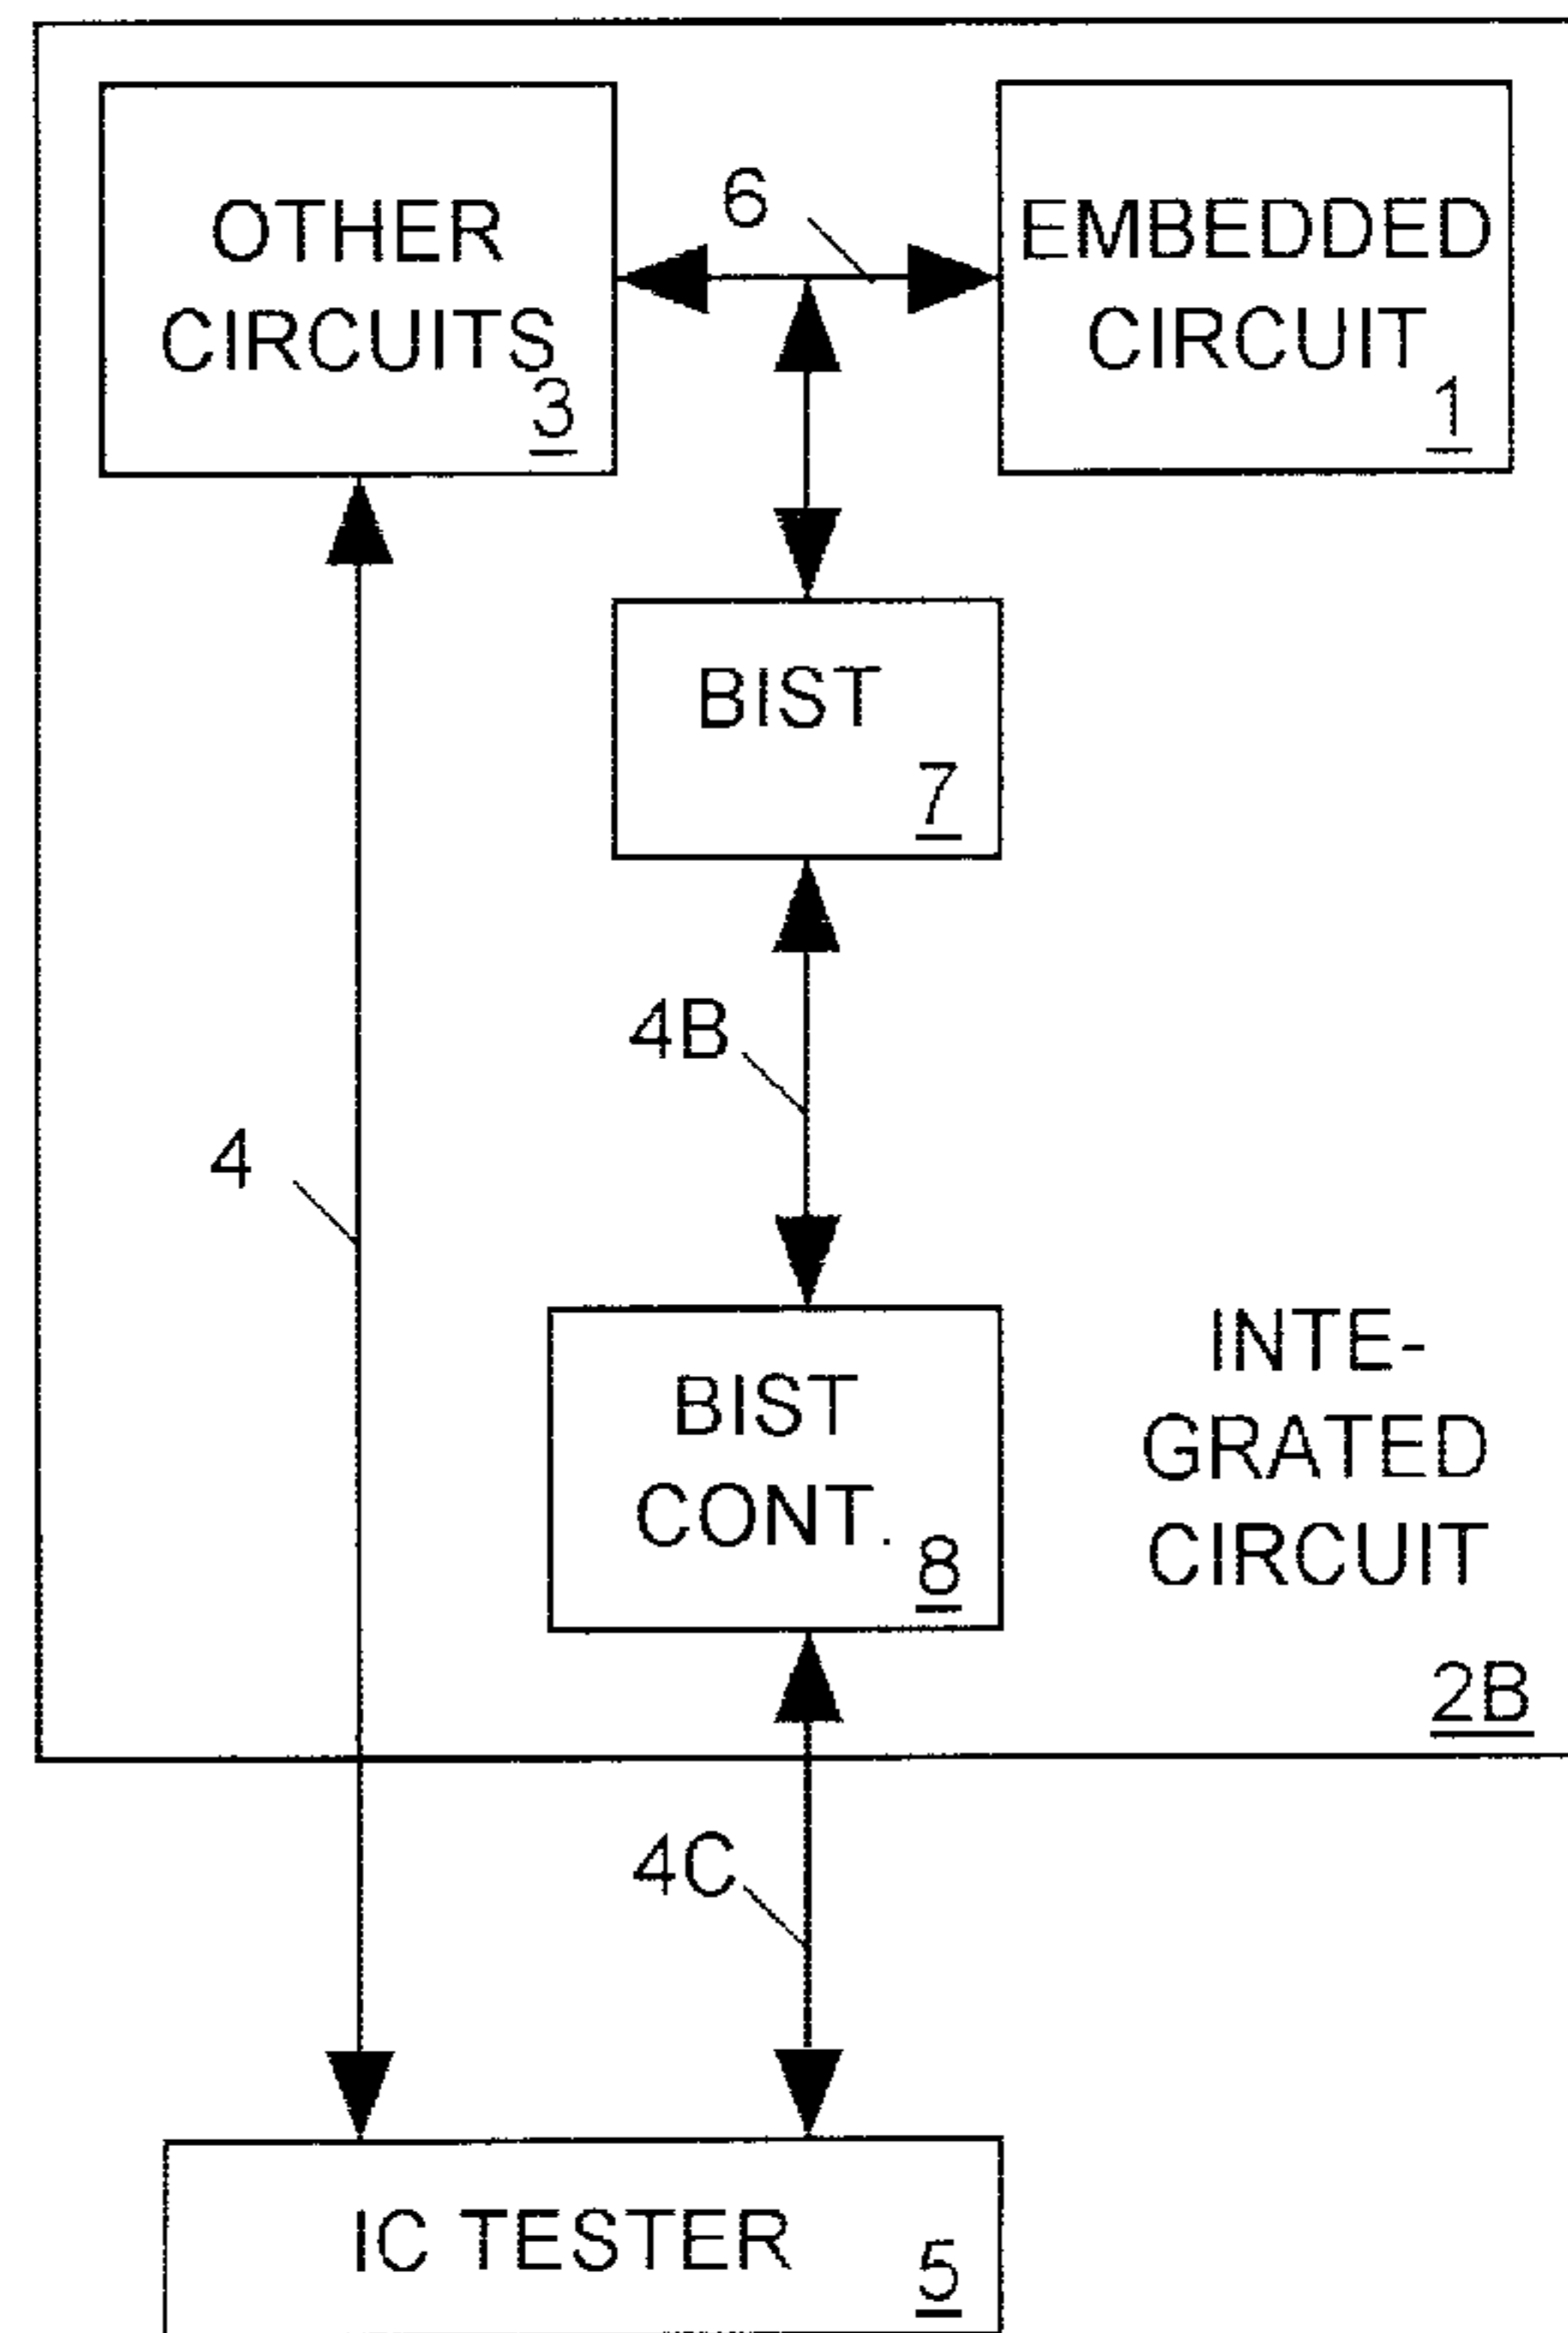 OTHER
CIRCUITS
3
6
EMBEDDED
CIRCUIT
1
BIST
7
4B
4
BIST
CONT.
8
INTE-
GRATED
CIRCUIT
2B
4C
IC TESTER
5